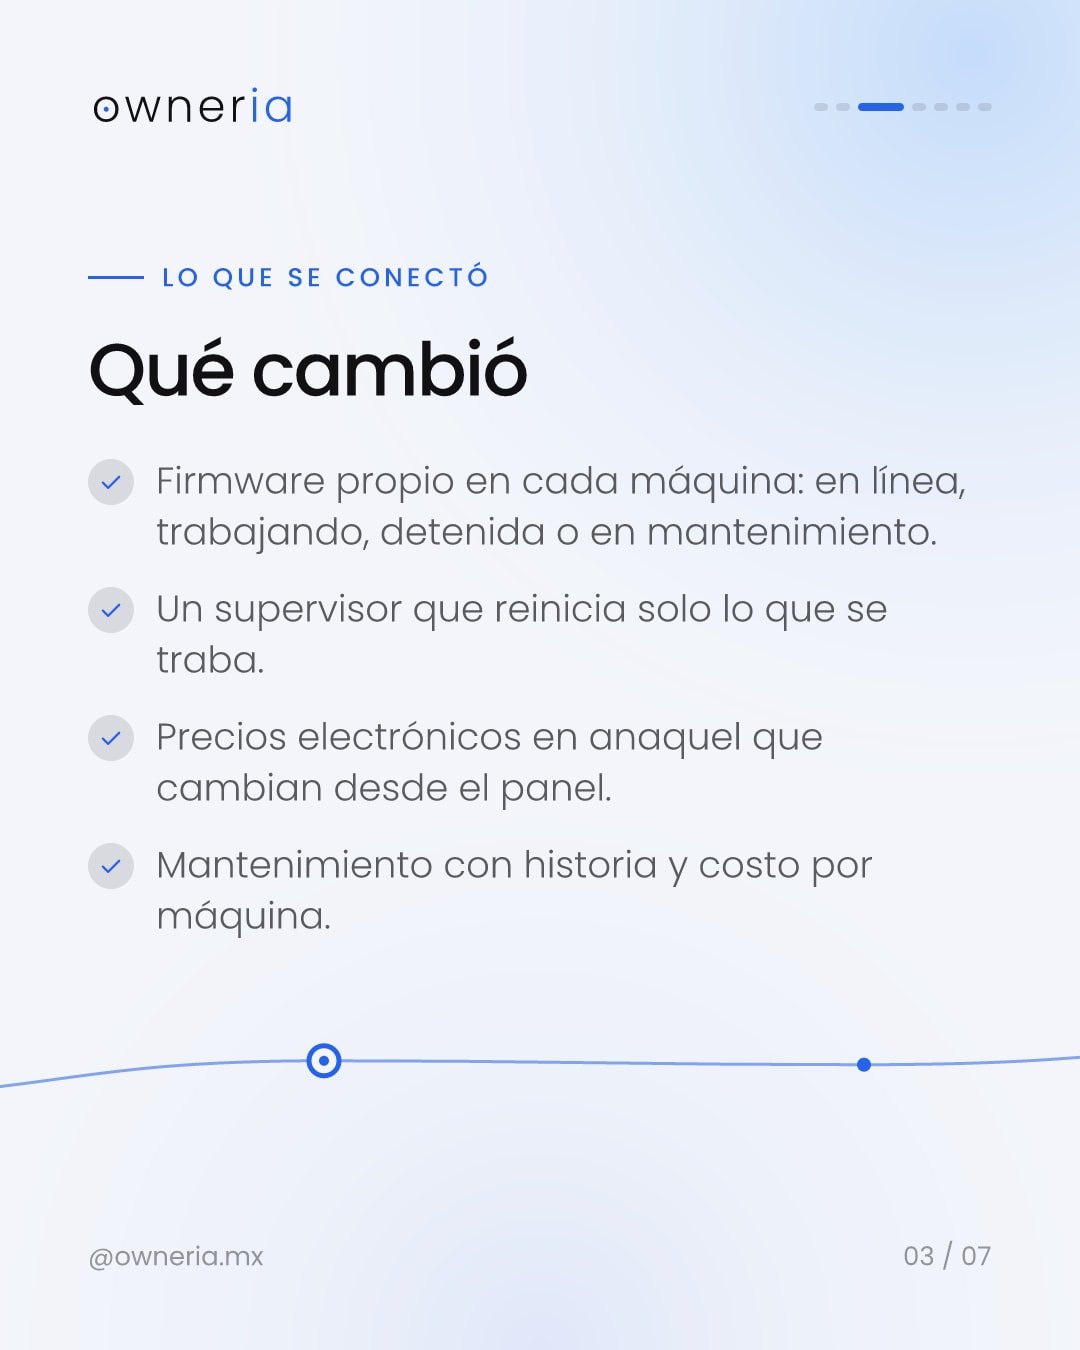 owneria
LO QUE SE CONECTÓ
Qué cambió
Firmware propio en cada máquina: en línea,
trabajando, detenida o en mantenimiento.
Un supervisor que reinicia solo lo que se
traba.
Precios electrónicos en anaquel que
cambian desde el panel.
Mantenimiento con historia y costo por
máquina.
@owneria.mx
03 / 07